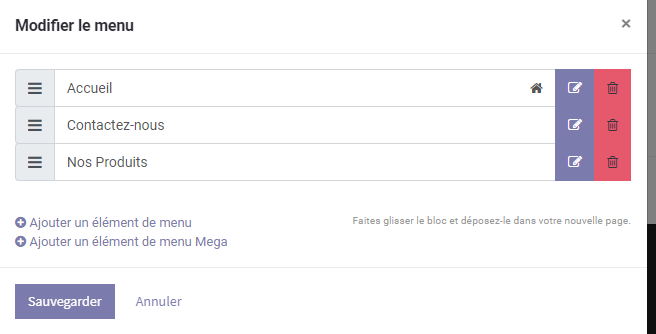 Modifier le menu
Accueil
Contactez-nous
Nos Produits
Ajouter un élément de menu
Faites glisser le bloc et déposez-le dans votre nouvelle page.
Ajouter un élément de menu Mega
Sauvegarder
Annuler